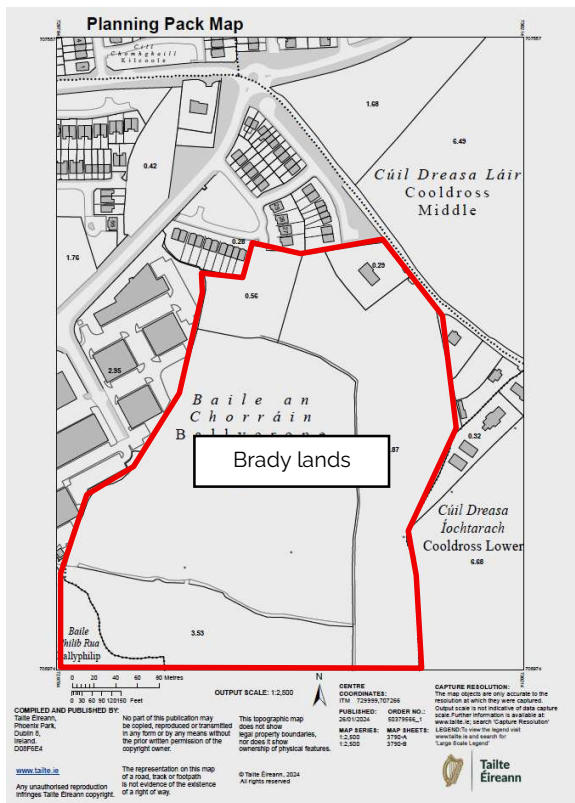 Planning Pack Map
Cill
Chomhghaill
Kilcoole
1.68
6.49
0.42
Cúil Dreasa Láir
Cooldross
Middle
1.76
0.28
0.29
0.56
2.95
Baile an
Chorráin
Brady lands
.87
0.32
Cúil Dreasa
Íochtarach
Cooldross Lower
6.68
3.53
Baile
Philib Rua
allyphilip
0 20 40 60 80 Metres
0 30 60 90 120 150 Feet
OUTPUT SCALE: 1:2,500
N
COMPILED AND PUBLISHED BY:
Tailte Éireann,
Phoenix Park,
Dublin 8,
Ireland.
D08F6E4
www.tailte.ie
Any unauthorised reproduction
infringes Tailte Éireann copyright.
No part of this publication may
be copied, reproduced or transmitted
in any form or by any means without
the prior written permission of the
copyright owner.
The representation on this map
of a road, track or footpath
is not evidence of the existence
of a right of way.
This topographic map
does not show
legal property boundaries,
nor does it show
ownership of physical features.
© Tailte Éireann, 2024
All rights reserved
CENTRE
COORDINATES:
ITM 729999,707266
PUBLISHED: ORDER NO.:
26/01/2024 50379566_1
MAP SERIES: MAP SHEETS:
1:2,500 3790-A
1:2,500 3790-B
CAPTURE RESOLUTION:
The map objects are only accurate to the
resolution at which they were captured.
Output scale is not indicative of data capture
scale.Further information is available at:
www.tailte.ie; search 'Capture Resolution'
LEGEND:To view the legend visit
www.tailte.ie and search for
'Large Scale Legend'
Tailte
Éireann